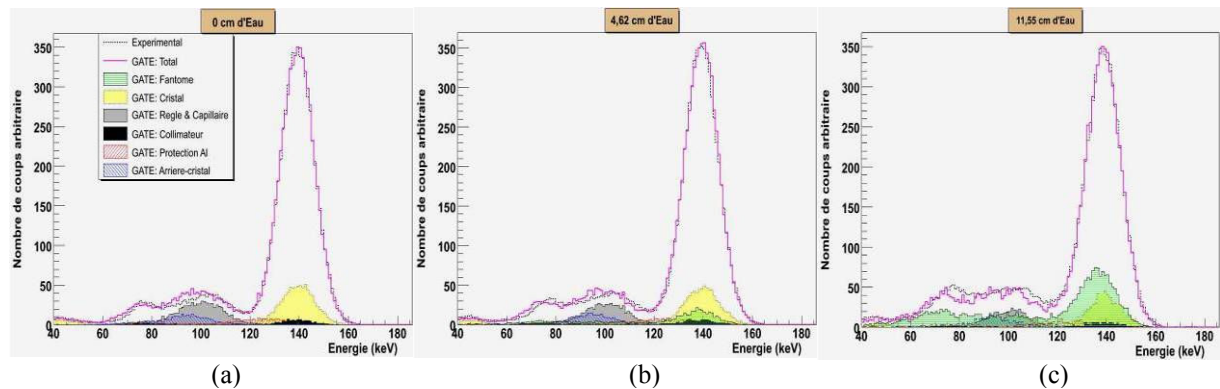 0 cm d'Eau
Nombre de coups arbitraire
350
300
250
200
150
100
50
0
Experimental
GATE: Total
GATE: Fantome
GATE: Cristal
GATE: Regle & Capillaire
GATE: Collimateur
GATE: Protection Al
GATE: Arriere-cristal
40 60 80 100 120 140 160 180
Energie (keV)
(a)
4,62 cm d'Eau
Nombre de coups arbitraire
350
300
250
200
150
100
50
0
40 60 80 100 120 140 160 180
Energie (keV)
(b)
11,55 cm d'Eau
Nombre de coups arbitraire
350
300
250
200
150
100
50
0
40 60 80 100 120 140 160 180
Energie (keV)
(c)